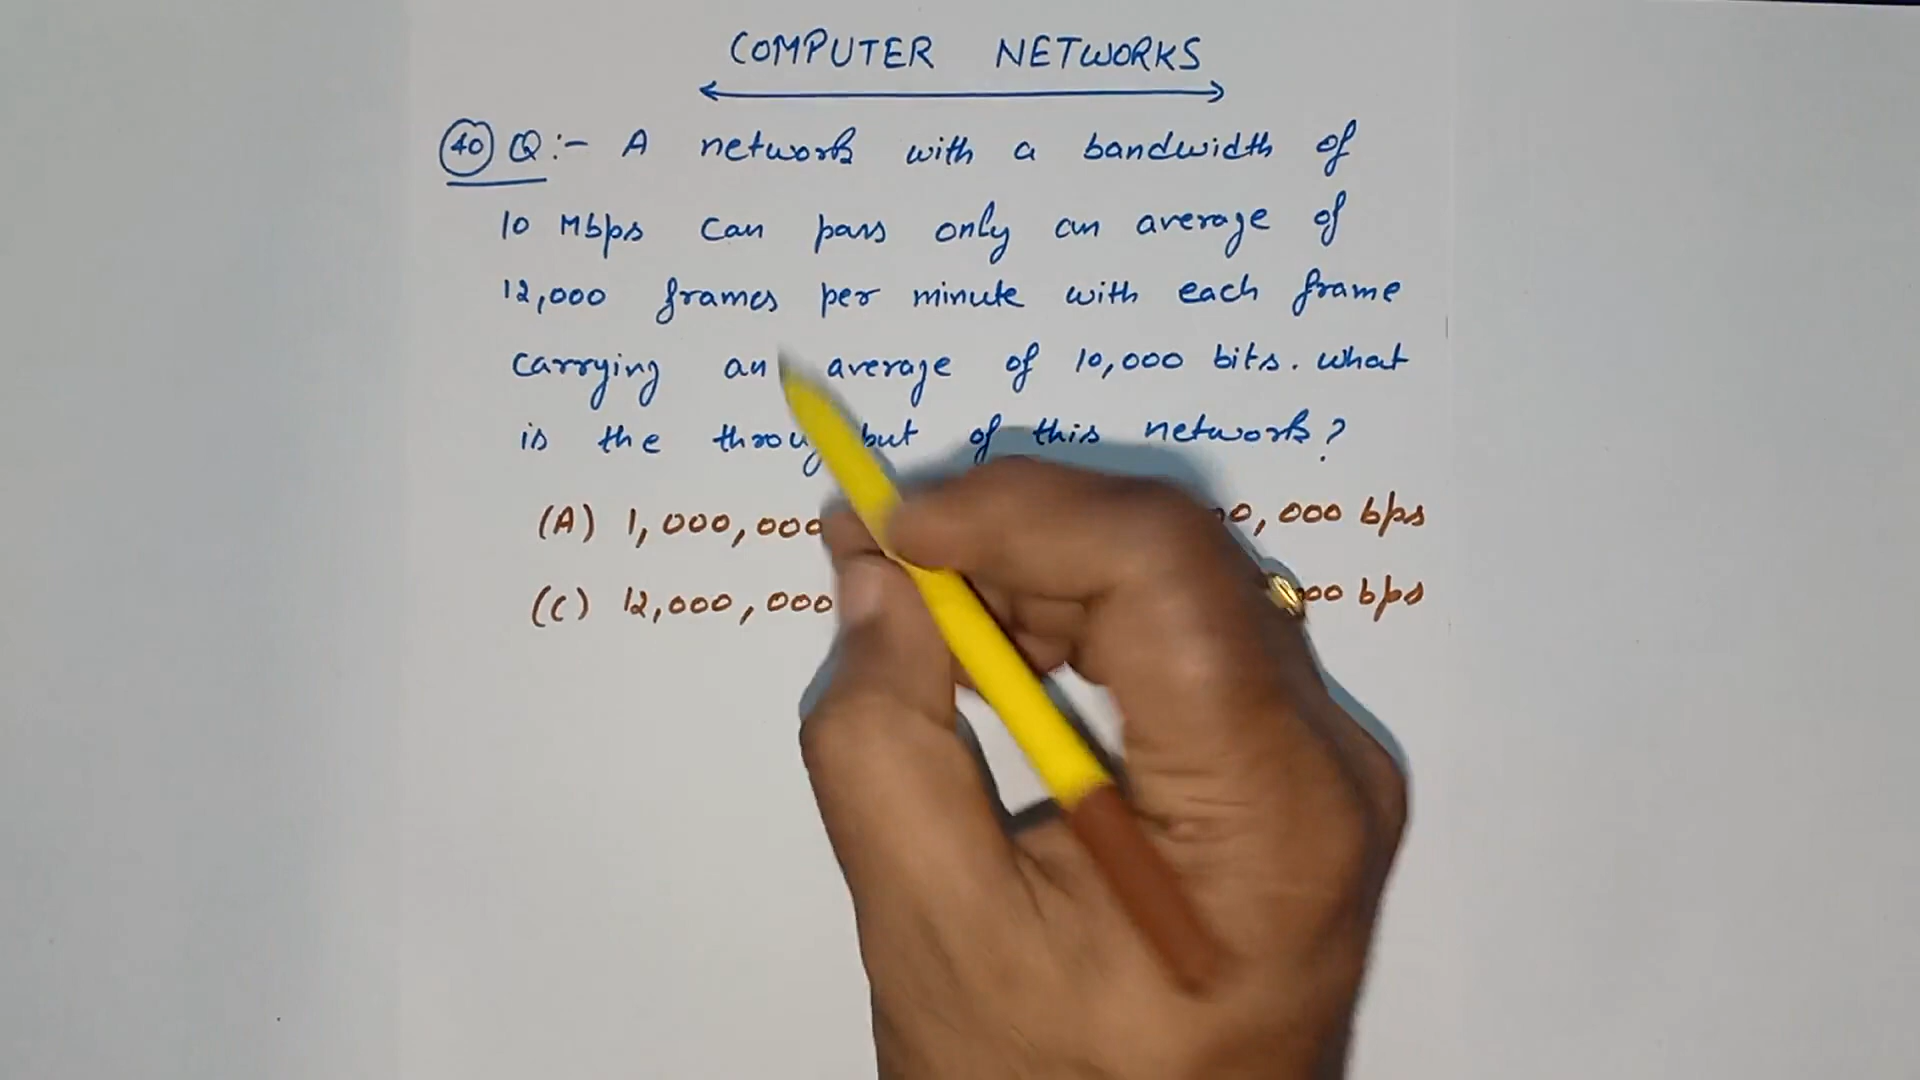 COMPUTER NETWORKS
40 Q:- A network with a bandwidth of
10 Mbps can pass only an average of
12,000 frames per minute with each frame
carrying an average of 10,000 bits. what
is the of this network?
(A) 1,000,000 000 bps
(C) 12,000,000 bps